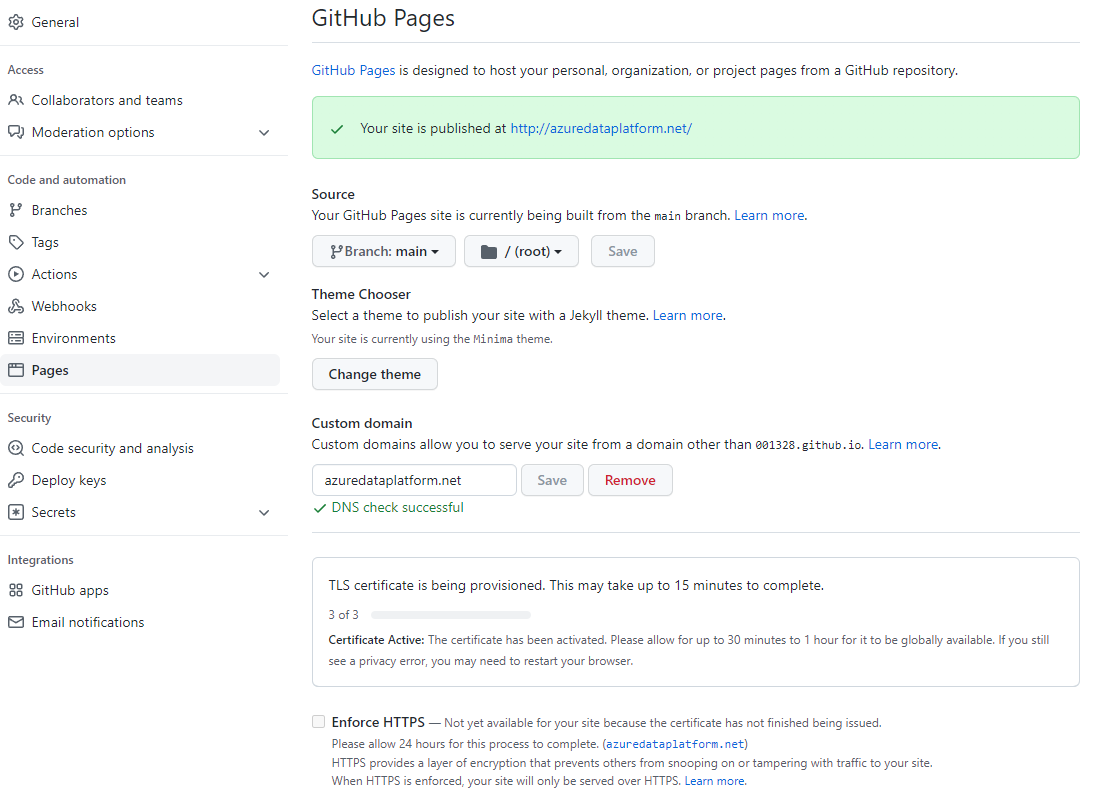 General
Access
Collaborators and teams
Moderation options
Code and automation
Branches
Tags
Actions
Webhooks
Environments
Pages
Security
Code security and analysis
Deploy keys
Secrets
Integrations
GitHub apps
Email notifications
GitHub Pages
GitHub Pages is designed to host your personal, organization, or project pages from a GitHub repository.
Your site is published at http://azuredataplatform.net/
Source
Your GitHub Pages site is currently being built from the main branch. Learn more.
Branch: main / (root) Save
Theme Chooser
Select a theme to publish your site with a Jekyll theme. Learn more.
Your site is currently using the Minima theme.
Change theme
Custom domain
Custom domains allow you to serve your site from a domain other than 001328.github.io. Learn more.
azuredataplatform.net Save Remove
DNS check successful
TLS certificate is being provisioned. This may take up to 15 minutes to complete.
3 of 3
Certificate Active: The certificate has been activated. Please allow for up to 30 minutes to 1 hour for it to be globally available. If you still
see a privacy error, you may need to restart your browser.
Enforce HTTPS — Not yet available for your site because the certificate has not finished being issued.
Please allow 24 hours for this process to complete. (azuredataplatform.net)
HTTPS provides a layer of encryption that prevents others from snooping on or tampering with traffic to your site.
When HTTPS is enforced, your site will only be served over HTTPS. Learn more.